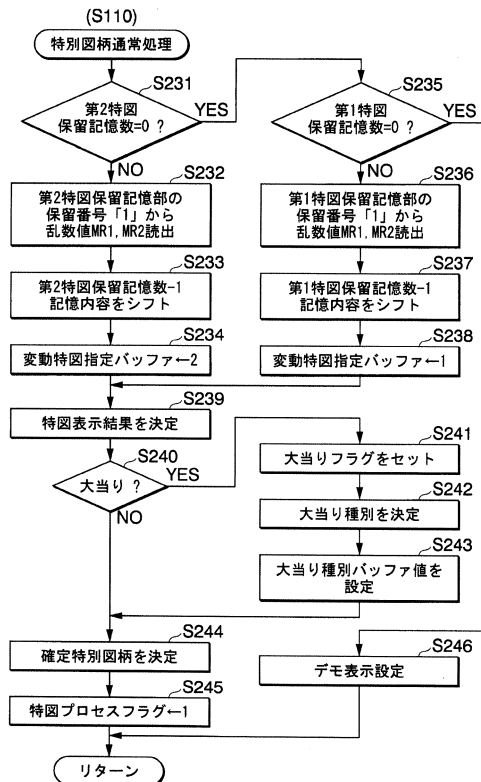 (S110)
特別図柄通常処理
S231
第2特図
保留記憶数=0 ?
YES
NO
S232
第2特図保留記憶部の
保留番号「1」から
乱数値MR1, MR2読出
S233
第2特図保留記憶数-1
記憶内容をシフト
S234
変動特図指定バッファ←2
S235
第1特図
保留記憶数=0 ?
YES
NO
S236
第1特図保留記憶部の
保留番号「1」から
乱数値MR1, MR2読出
S237
第1特図保留記憶数-1
記憶内容をシフト
S238
変動特図指定バッファ←1
S239
特図表示結果を決定
S240
大当り ?
YES
NO
S241
大当りフラグをセット
S242
大当り種別を決定
S243
大当り種別バッファ値を
設定
S244
確定特別図柄を決定
S245
特図プロセスフラグ←1
S246
デモ表示設定
リターン